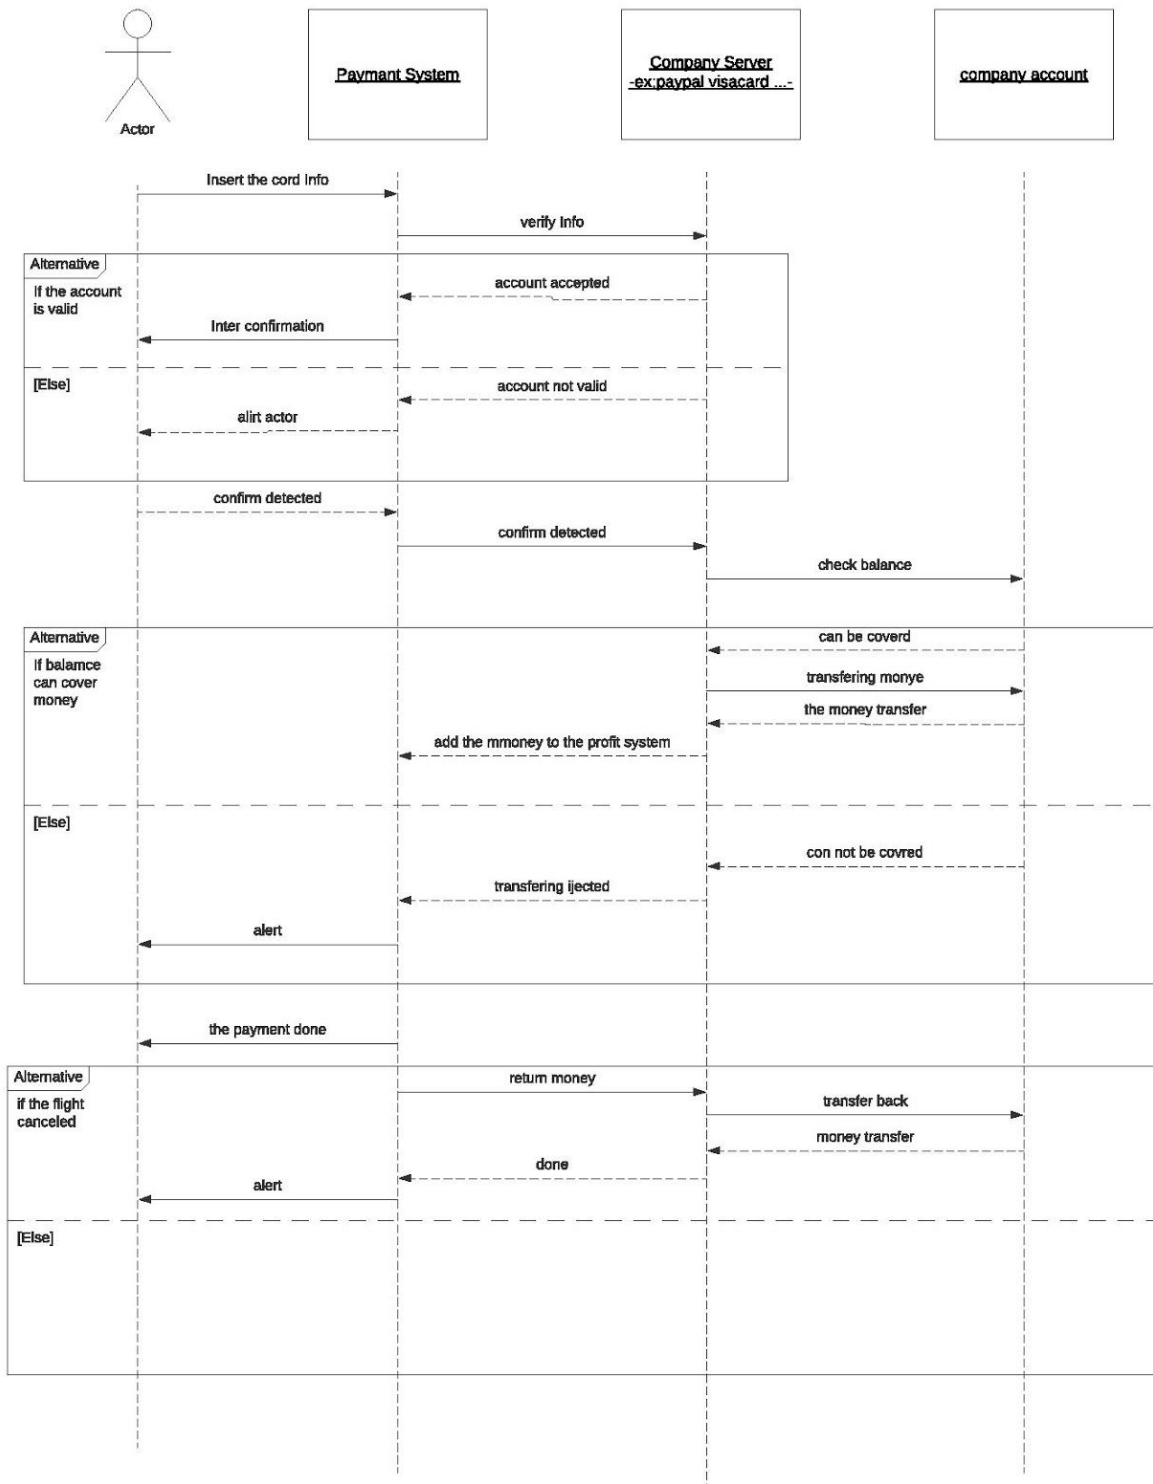 Actor
Paymant System
Company Server
-ex:paypal visacard ...-
company account
Insert the cord Info
verify Info
Alternative
If the account
is valid
account accepted
Inter confirmation
[Else]
account not valid
alirt actor
confirm detected
confirm detected
check balance
Alternative
If balamce
can cover
money
can be coverd
transfering monye
the money transfer
add the mmoney to the profit system
[Else]
con not be covred
transfering ijected
alert
the payment done
Alternative
if the flight
canceled
return money
transfer back
money transfer
done
alert
[Else]